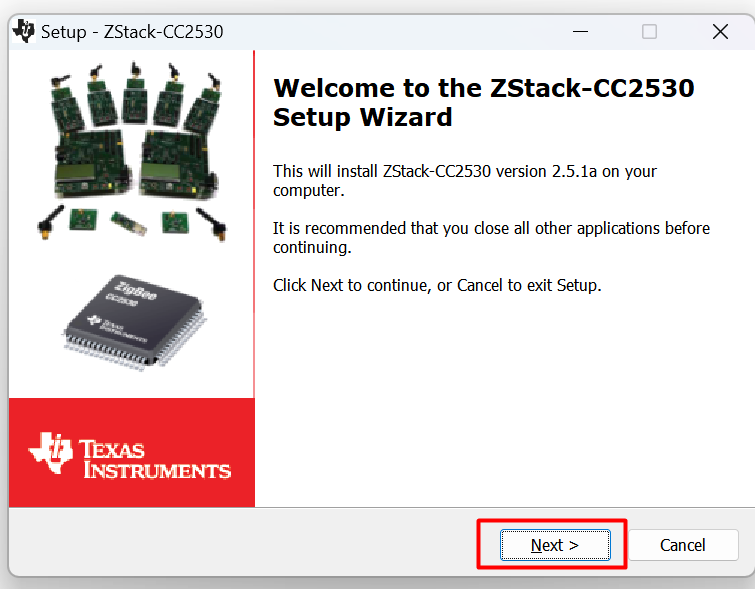 Setup - ZStack-CC2530
Welcome to the ZStack-CC2530
Setup Wizard
This will install ZStack-CC2530 version 2.5.1a on your
computer.
It is recommended that you close all other applications before
continuing.
Click Next to continue, or Cancel to exit Setup.
ZigBee
CC2530
TEXAS
INSTRUMENTS
TEXAS
INSTRUMENTS
Next >
Cancel